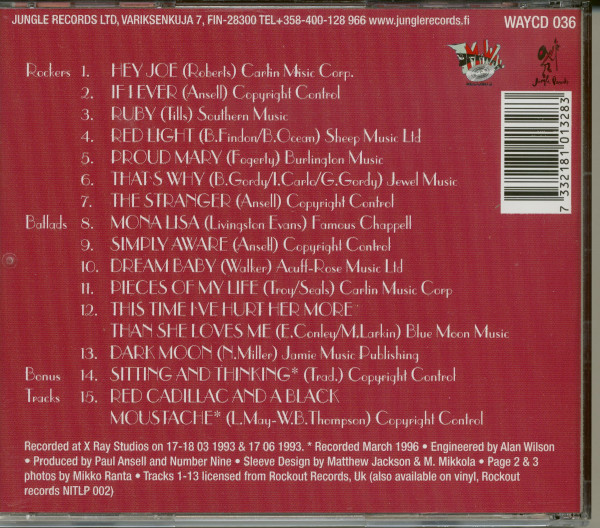 JUNGLE RECORDS LTD, VARIKSENKUJA 7, FIN-28300 TEL+358-400-128 966 www.junglerecords.fi WAYCD 036
Rockers 1. HEY JOE (Roberts) Carlin Music Corp.
2. IF I EVER (Ansell) Copyright Control
3. RUBY (Tills) Southern Music
4. RED LIGHT (B.Findon/B.Ocean) Sheep Music Ltd
5. PROUD MARY (Fogerty) Burlington Music
6. THAT'S WHY (B.Gordy/I.Carlo/G.Gordy) Jewel Music
7. THE STRANGER (Ansell) Copyright Control
Ballads 8. MONA LISA (Livingston Evans) Famous Chappell
9. SIMPLY AWARE (Ansell) Copyright Control
10. DREAM BABY (Walker) Acuff-Rose Music Ltd
11. PIECES OF MY LIFE (Troy/Seals) Carlin Music Corp
12. THIS TIME I'VE HURT HER MORE
THAN SHE LOVES ME (E.Conley/M.Larkin) Blue Moon Music
13. DARK MOON (N.Miller) Jamie Music Publishing
Bonus 14. SITTING AND THINKING* (Trad.) Copyright Control
Tracks 15. RED CADILLAC AND A BLACK
MOUSTACHE* (L.May-W.B.Thompson) Copyright Control
Recorded at X Ray Studios on 17-18 03 1993 & 17 06 1993. * Recorded March 1996 • Engineered by Alan Wilson
• Produced by Paul Ansell and Number Nine • Sleeve Design by Matthew Jackson & M. Mikkola • Page 2 & 3
photos by Mikko Ranta • Tracks 1-13 licensed from Rockout Records, Uk (also available on vinyl, Rockout
records NITLP 002)
Jungle Records
7 332181 013283